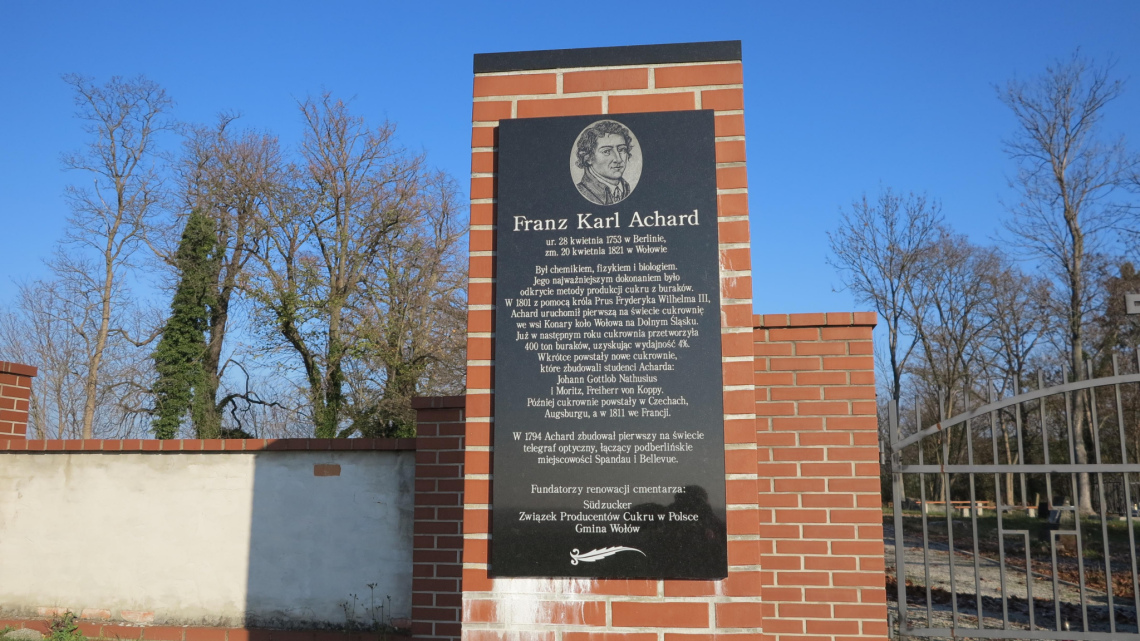 Franz Karl Achard
ur. 28 kwietnia 1753 w Berlinie,
zm. 20 kwietnia 1821 w Wołowie
Był chemikiem, fizykiem i biologiem.
Jego najważniejszym dokonaniem było
odkrycie metody produkcji cukru z buraków.
W 1801 z pomocą króla Prus Fryderyka Wilhelma III,
Achard uruchomił pierwszą na świecie cukrownię
we wsi Konary koło Wołowa na Dolnym Śląsku.
Już w następnym roku cukrownia przetworzyła
400 ton buraków, uzyskując wydajność 4%.
Wkrótce powstały nowe cukrownie,
które zbudowali studenci Acharda:
Johann Gottlob Nathusius
i Moritz, Freiherr von Koppy.
Później cukrownie powstały w Czechach,
Augsburgu, a w 1811 we Francji.
W 1794 Achard zbudował pierwszy na świecie
telegraf optyczny, łączący podberlińskie
miejscowości Spandau i Bellevue.
Fundatorzy renowacji cmentarza:
Südzucker
Związek Producentów Cukru w Polsce
Gmina Wołów